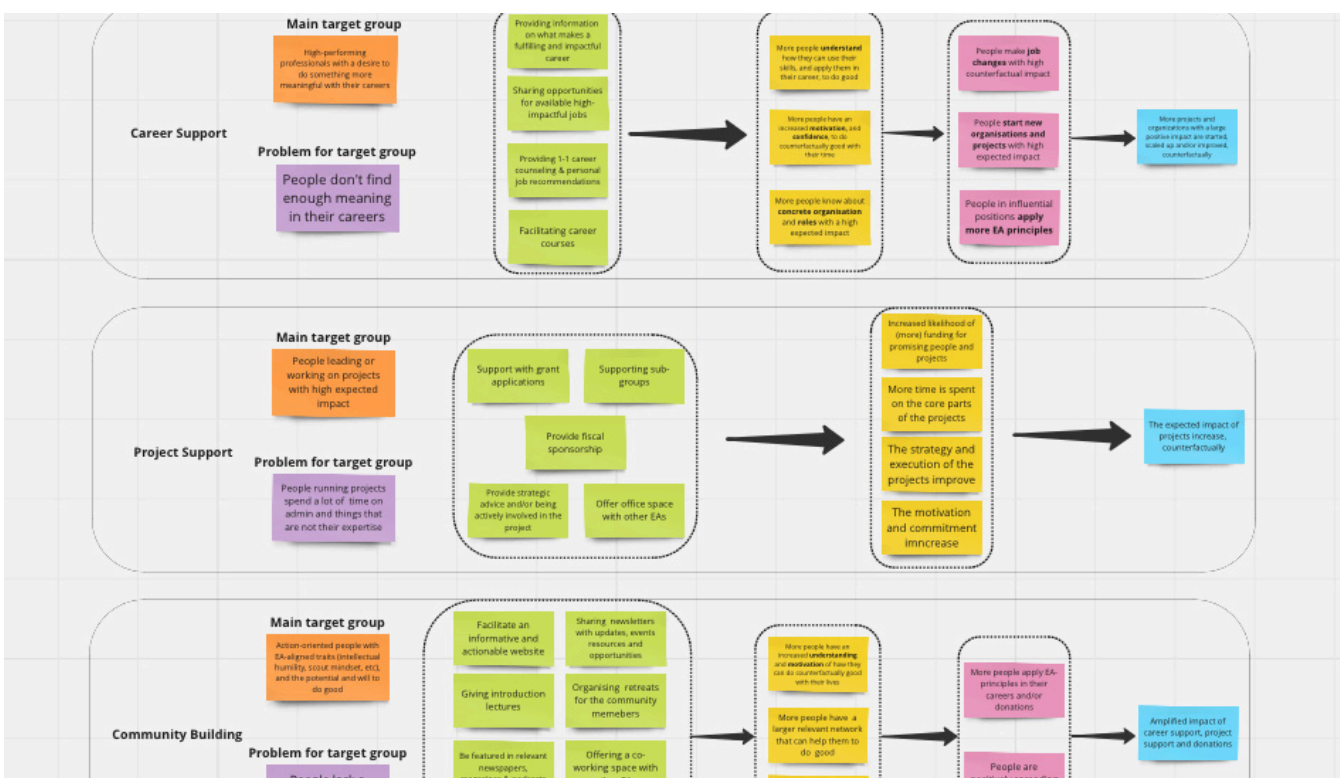 Main target group
High-performing
professionals with a desire to
do something more
meaningful with their careers
Career Support
Problem for target group
People don't find
enough meaning
in their careers
Providing information
on what makes a
fulfilling and impactful
career
Sharing opportunities
for available high-
impactful jobs
Providing 1-1 career
counseling & personal
job recommendations
Facilitating career
courses
More people understand
how they can use their
skills, and apply them in
their career, to do good
More people have an
increased motivation, and
confidence, to do
counterfactually good with
their time
More people know about
concrete organisation
and roles with a high
expected impact
People make job
changes with high
counterfactual impact
People start new
organisations and
projects with high
expected impact
People in influential
positions apply
more EA principles
More projects and
organizations with a large
positive impact are started,
scaled up and/or improved,
counterfactually
Main target group
People leading or
working on projects
with high expected
impact
Project Support
Problem for target group
People running projects
spend a lot of time on
admin and things that
are not their expertise
Support with grant
applications
Supporting sub-
groups
Provide fiscal
sponsorship
Provide strategic
advice and/or being
actively involved in the
project.
Offer office space
with other EAs
Increased likelihood of
(more) funding for
promising people and
projects
More time is spent
on the core parts
of the projects
The strategy and
execution of the
projects improve
The motivation
and commitment
imncrease
The expected impact of
projects increase,
counterfactually
Main target group
Action-oriented people with
EA-aligned traits (intellectual
humility, scout mindset, etc),
and the potential and will to
do good
Community Building
Problem for target group
People lack a
Facilitate an
informative and
actionable website
Sharing newsletters
with updates, events
resources and
opportunities
Giving introduction
lectures
Organising retreats
for the community
memebers
Be featured in relevant
newspapers,
Offering a co-
working space with
More people have an
increased understanding
and motivation of how they
can do counterfactually good
with their lives
More people have a
larger relevant network
that can help them to
do good
More people apply EA-
principles in their
careers and/or
donations
People are
Amplified impact of
career support, project
support and donations